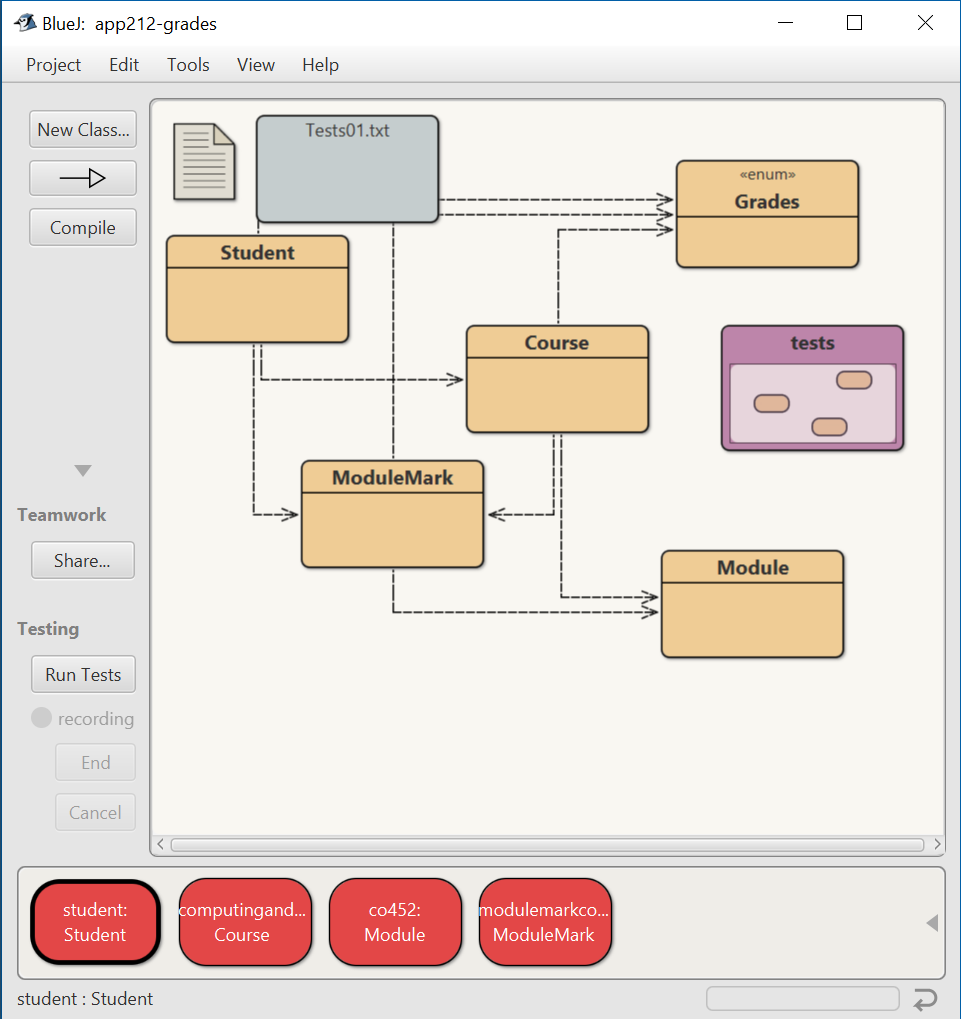 BlueJ: app212-grades
Project Edit Tools View Help
New Class...
Compile
Tests01.txt
«enum»
Grades
Student
Course
tests
ModuleMark
Module
Teamwork
Share...
Testing
Run Tests
recording
End
Cancel
student:
Student
computingand...
Course
co452:
Module
modulemarkco...
ModuleMark
student : Student